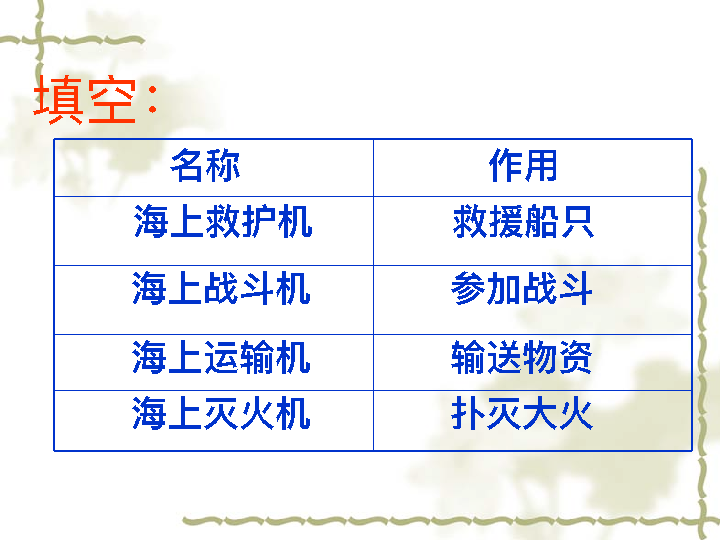 填空：
名称 作用
海上救护机 救援船只
海上战斗机 参加战斗
海上运输机 输送物资
海上灭火机 扑灭大火